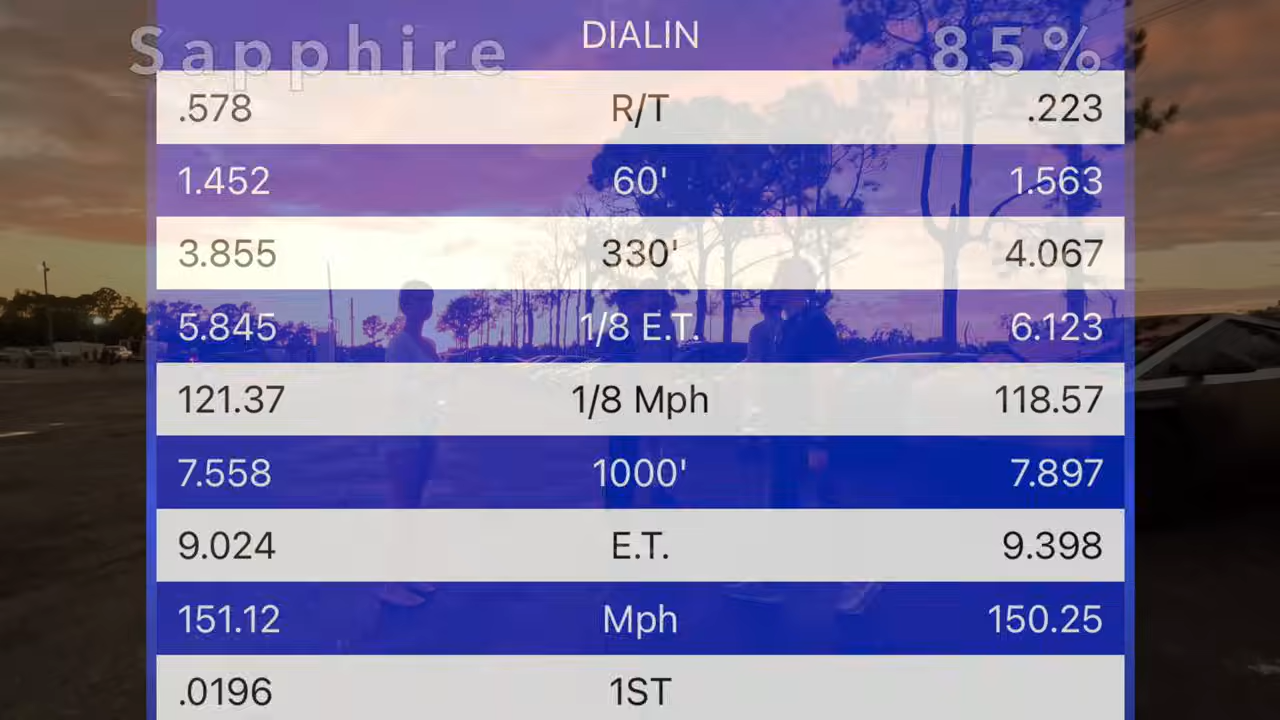 Sapphire DIALIN 85%
.578 R/T .223
1.452 60' 1.563
3.855 330' 4.067
5.845 1/8 E.T. 6.123
121.37 1/8 Mph 118.57
7.558 1000' 7.897
9.024 E.T. 9.398
151.12 Mph 150.25
.0196 1ST